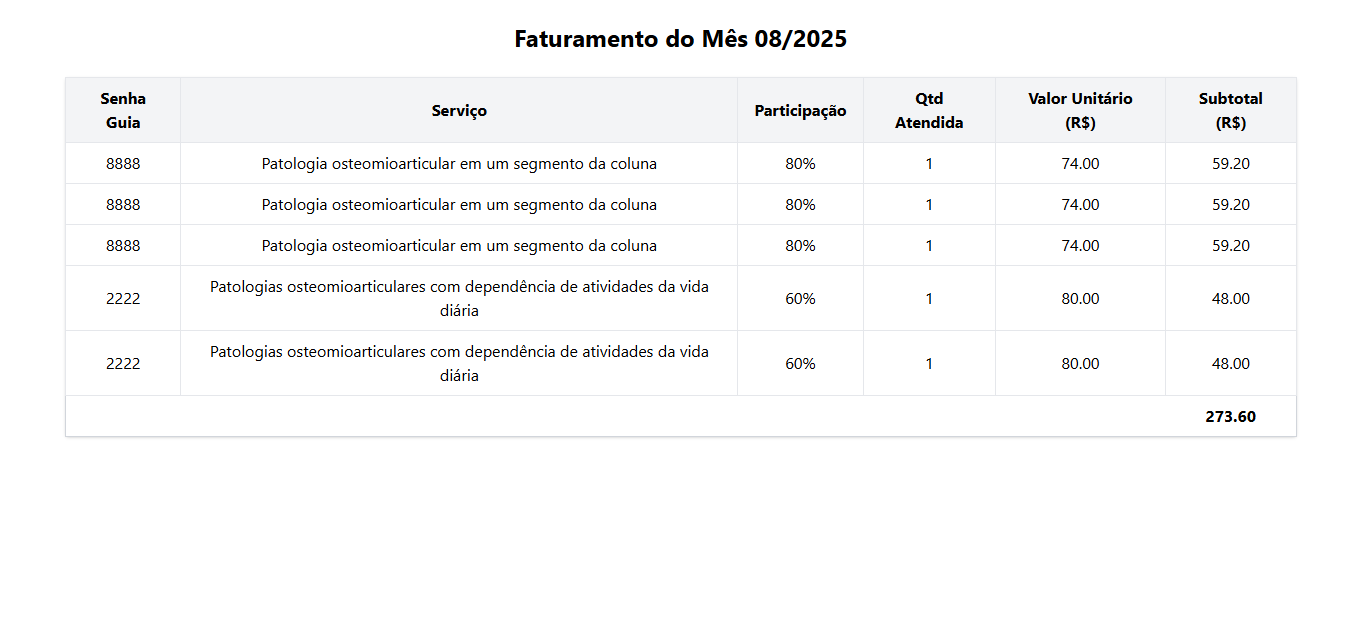 Faturamento do Mês 08/2025
Senha Guia Serviço Participação Qtd Atendida Valor Unitário (R$) Subtotal (R$)
8888 Patologia osteomioarticular em um segmento da coluna 80% 1 74.00 59.20
8888 Patologia osteomioarticular em um segmento da coluna 80% 1 74.00 59.20
8888 Patologia osteomioarticular em um segmento da coluna 80% 1 74.00 59.20
2222 Patologias osteomioarticulares com dependência de atividades da vida diária 60% 1 80.00 48.00
2222 Patologias osteomioarticulares com dependência de atividades da vida diária 60% 1 80.00 48.00
273.60